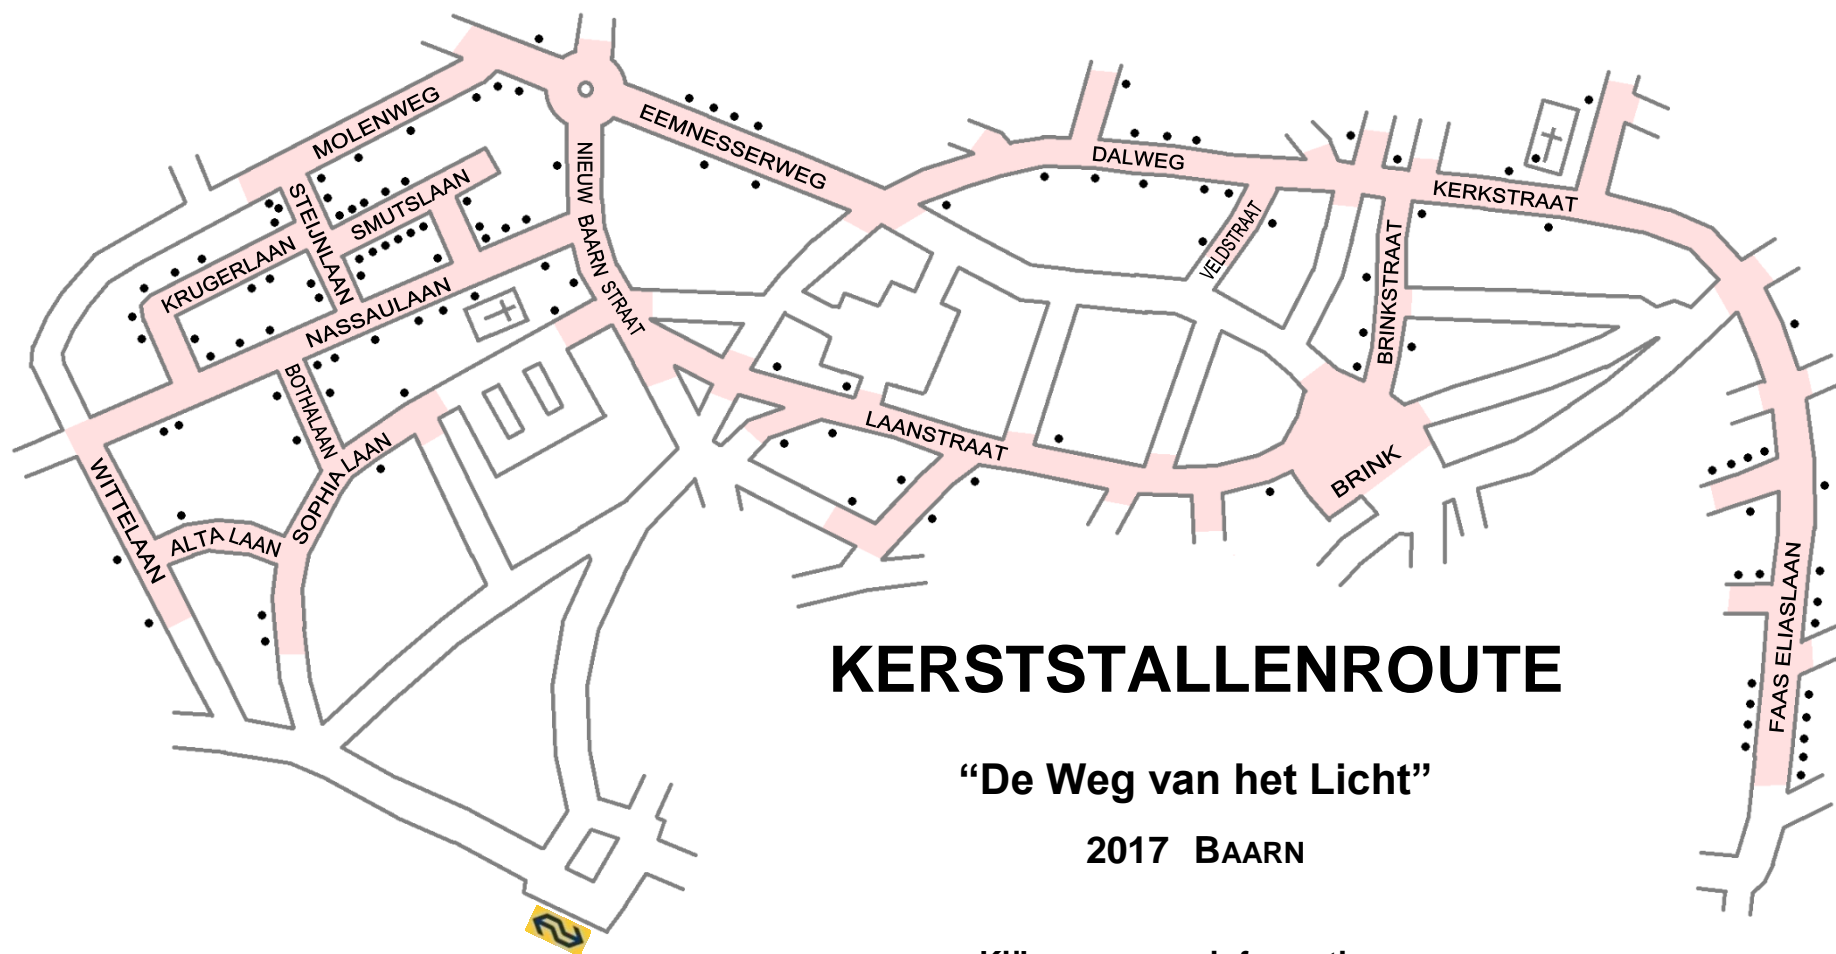 MOLENWEG
EEMNESSERWEG
NIEUW BAARN STRAAT
DALWEG
KERKSTRAAT
STEIJNLAAN
SMUTSLAAN
KRUGERLAAN
NASSAULAAN
VELDSTRAAT
BRINKSTRAAT
BOTHALAAN
SOPHIA LAAN
LAANSTRAAT
BRINK
WITTELAAN
ALTA LAAN
FAAS ELIASLAAN
KERSTSTALLENROUTE
“De Weg van het Licht”
2017 BAARN